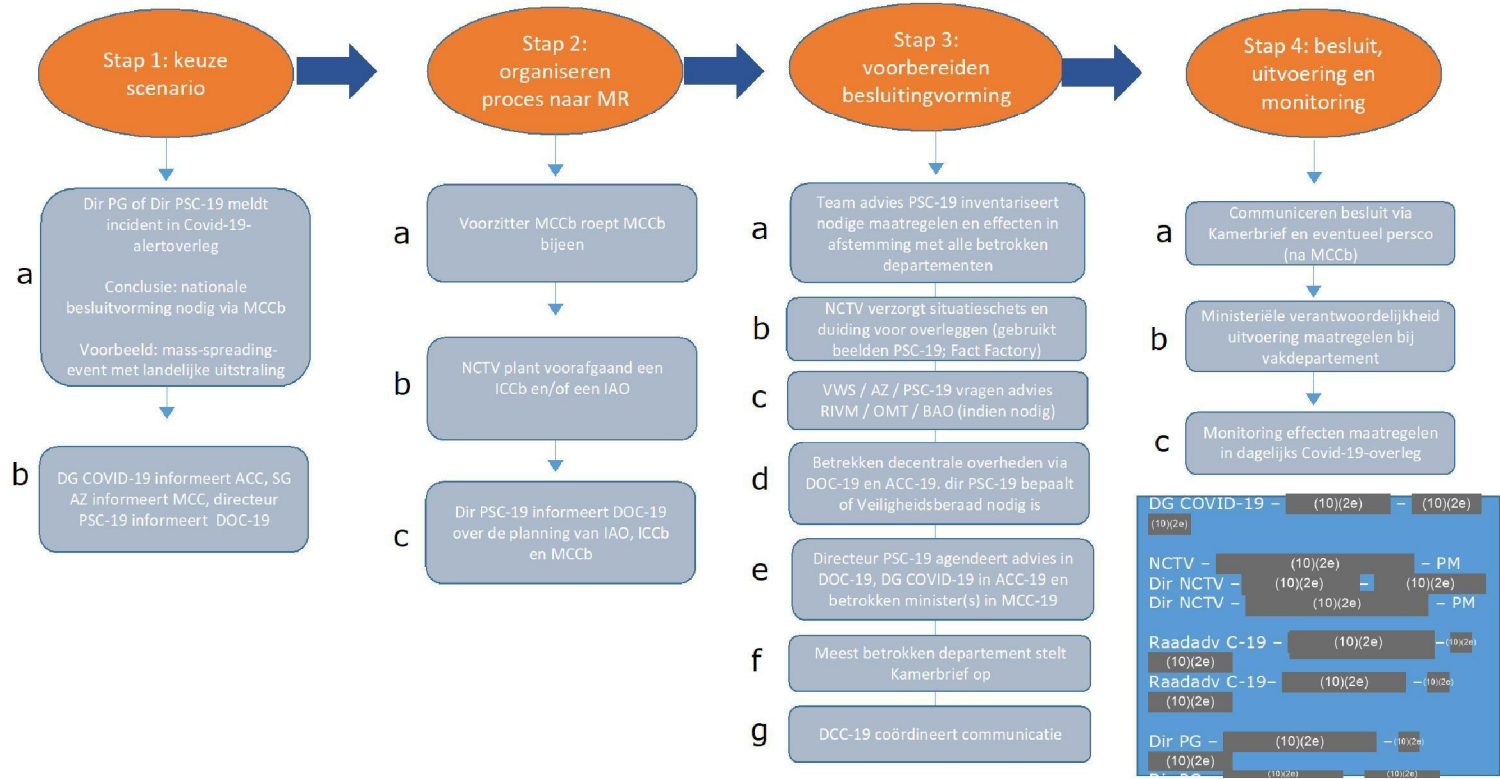 Stap 1: keuze
scenario
a
Dir PG of Dir PSC-19 meldt
incident in Covid-19-
alertoverleg
Conclusie: nationale
besluitvorming nodig via MCCb
Voorbeeld: mass-spreading-
event met landelijke uitstraling
b
DG COVID-19 informeert ACC, SG
AZ informeert MCC, directeur
PSC-19 informeert DOC-19
Stap 2:
organiseren
proces naar MR
a
Voorzitter MCCb roept MCCb
bijeen
b
NCTV plant voorafgaand een
ICCb en/of een IAO
c
Dir PSC-19 informeert DOC-19
over de planning van IAO, ICCb
en MCCb
Stap 3:
voorbereiden
besluitingvorming
a
Team advies PSC-19 inventariseert
nodige maatregelen en effecten in
afstemming met alle betrokken
departementen
b
NCTV verzorgt situatieschets en
duiding voor overleggen (gebruikt
beelden PSC-19; Fact Factory)
c
VWS / AZ / PSC-19 vragen advies
RIVM / OMT / BAO (indien nodig)
d
Betrekken decentrale overheden via
DOC-19 en ACC-19. dir PSC-19 bepaalt
of Veiligheidsberaad nodig is
e
Directeur PSC-19 agendeert advies in
DOC-19, DG COVID-19 in ACC-19 en
betrokken minister(s) in MCC-19
f
Meest betrokken departement stelt
Kamerbrief op
g
DCC-19 coördineert communicatie
Stap 4: besluit,
uitvoering en
monitoring
a
Communiceren besluit via
Kamerbrief en eventueel persco
(na MCCb)
b
Ministeriële verantwoordelijkheid
uitvoering maatregelen bij
vakdepartement
c
Monitoring effecten maatregelen
in dagelijks Covid-19-overleg
DG COVID-19 – (10)(2e) – (10)(2e)
(10)(2e)
NCTV – (10)(2e) – PM
Dir NCTV – (10)(2e) – (10)(2e)
Dir NCTV – (10)(2e) – PM
Raadadv C-19 – (10)(2e) –(10)(2e)
(10)(2e)
Raadadv C-19– (10)(2e) –(10)(2e)
(10)(2e)
Dir PG – (10)(2e) –(10)(2e)
(10)(2e)
(10)(2e) (10)(2e)